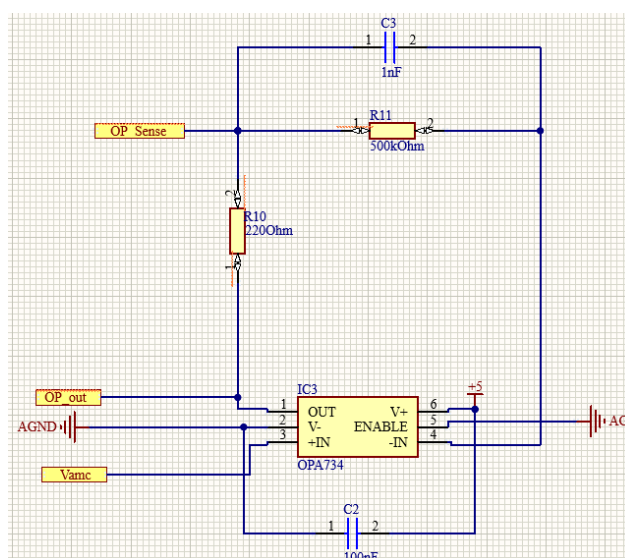 C3
1 2
1nF
OP_Sense
R11
1 2
500kOhm
2
R10
220Ohm
1
OP_out
IC3
+5
1 OUT V+ 6
AGND 2 V- ENABLE 5
3 +IN -IN 4
OPA734
Vamc
C2
1 2
100nF